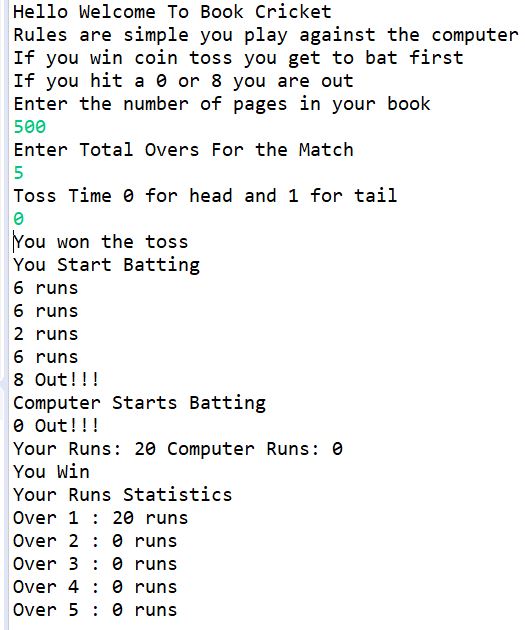 Hello Welcome To Book Cricket
Rules are simple you play against the computer
If you win coin toss you get to bat first
If you hit a 0 or 8 you are out
Enter the number of pages in your book
500
Enter Total Overs For the Match
5
Toss Time 0 for head and 1 for tail
0
You won the toss
You Start Batting
6 runs
6 runs
2 runs
6 runs
8 Out!!!
Computer Starts Batting
0 Out!!!
Your Runs: 20 Computer Runs: 0
You Win
Your Runs Statistics
Over 1 : 20 runs
Over 2 : 0 runs
Over 3 : 0 runs
Over 4 : 0 runs
Over 5 : 0 runs